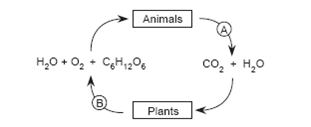 Animals
A
H₂O + O₂ + C₆H₁₂O₆
CO₂ + H₂O
B
Plants